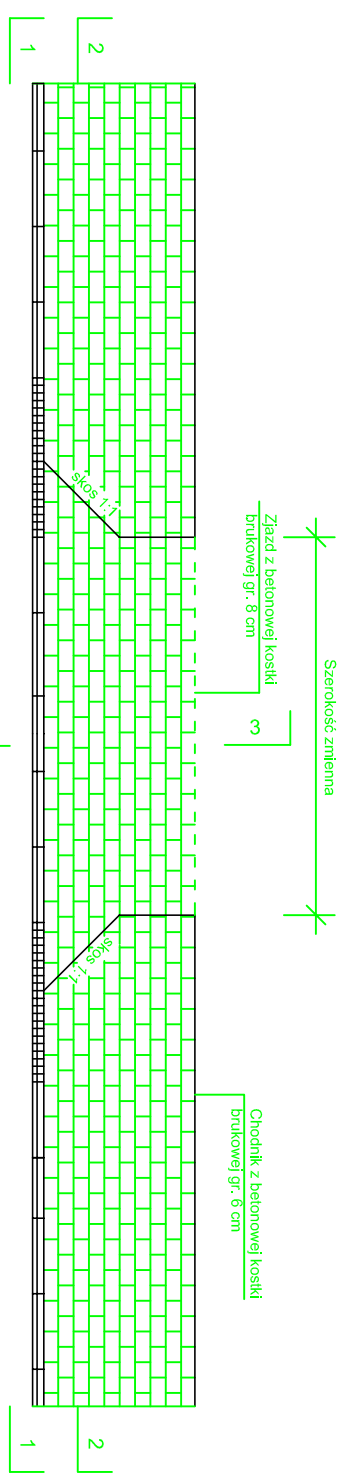 Szerokość zmienna
Zjazd z betonowej kostki
brukowej gr. 8 cm
3
Chodnik z betonowej kostki
brukowej gr. 6 cm
skos 1:1
skos 1:1
2
2
1
1